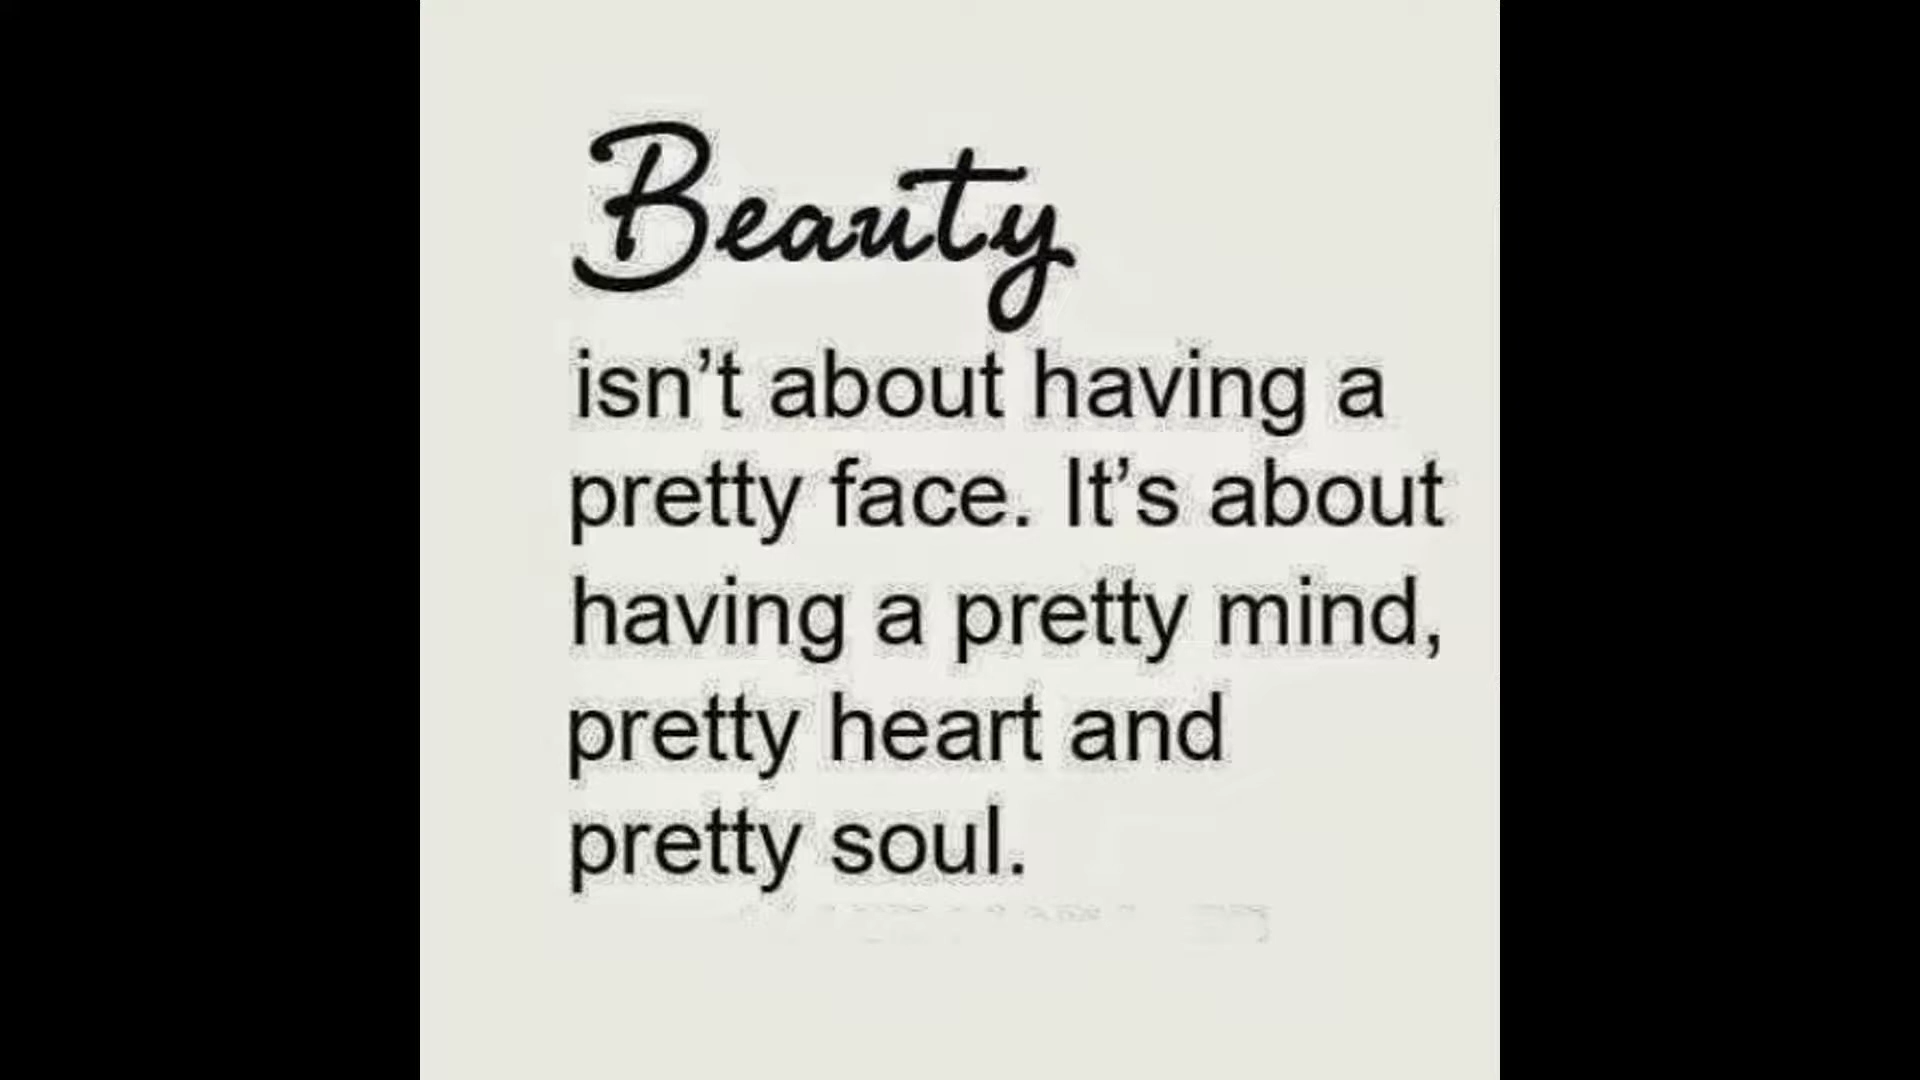 Beauty
isn’t about having a
pretty face. It’s about
having a pretty mind,
pretty heart and
pretty soul.